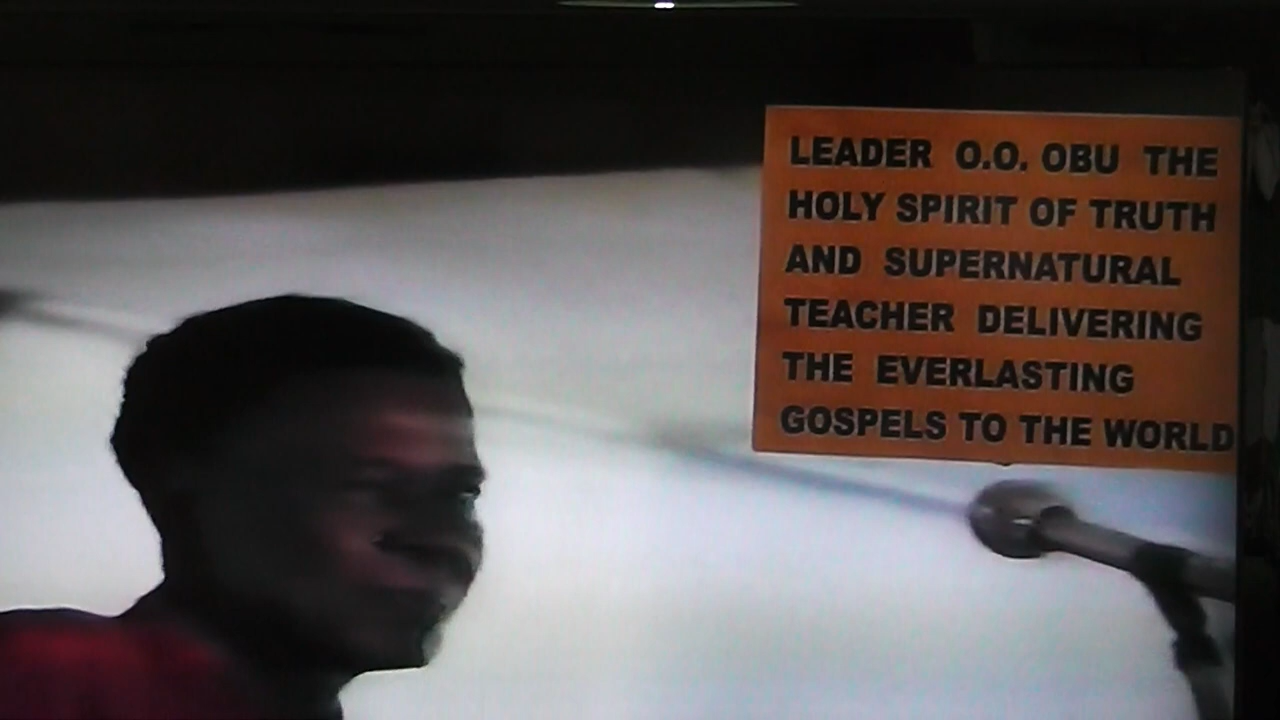 LEADER O.O. OBU THE
HOLY SPIRIT OF TRUTH
AND SUPERNATURAL
TEACHER DELIVERING
THE EVERLASTING
GOSPELS TO THE WORLD